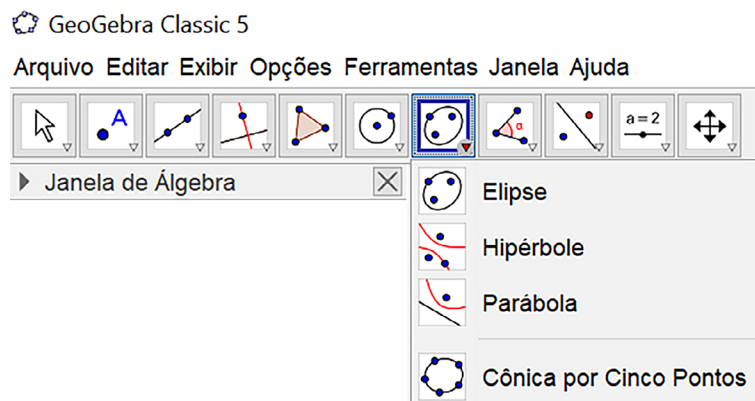 GeoGebra Classic 5
Arquivo Editar Exibir Opções Ferramentas Janela Ajuda
A
α
a = 2
Janela de Álgebra
Elipse
Hipérbole
Parábola
Cônica por Cinco Pontos